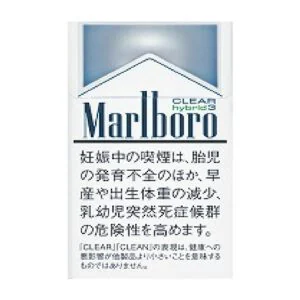 CLEAR
hybrid3
Marlboro
妊娠中の喫煙は、胎児
の発育不全のほか、早
産や出生体重の減少、
乳幼児突然死症候群
の危険性を高めます。
「CLEAR」「CLEAN」の表現は、健康への
悪影響が他製品より小さいことを意味する
ものではありません。